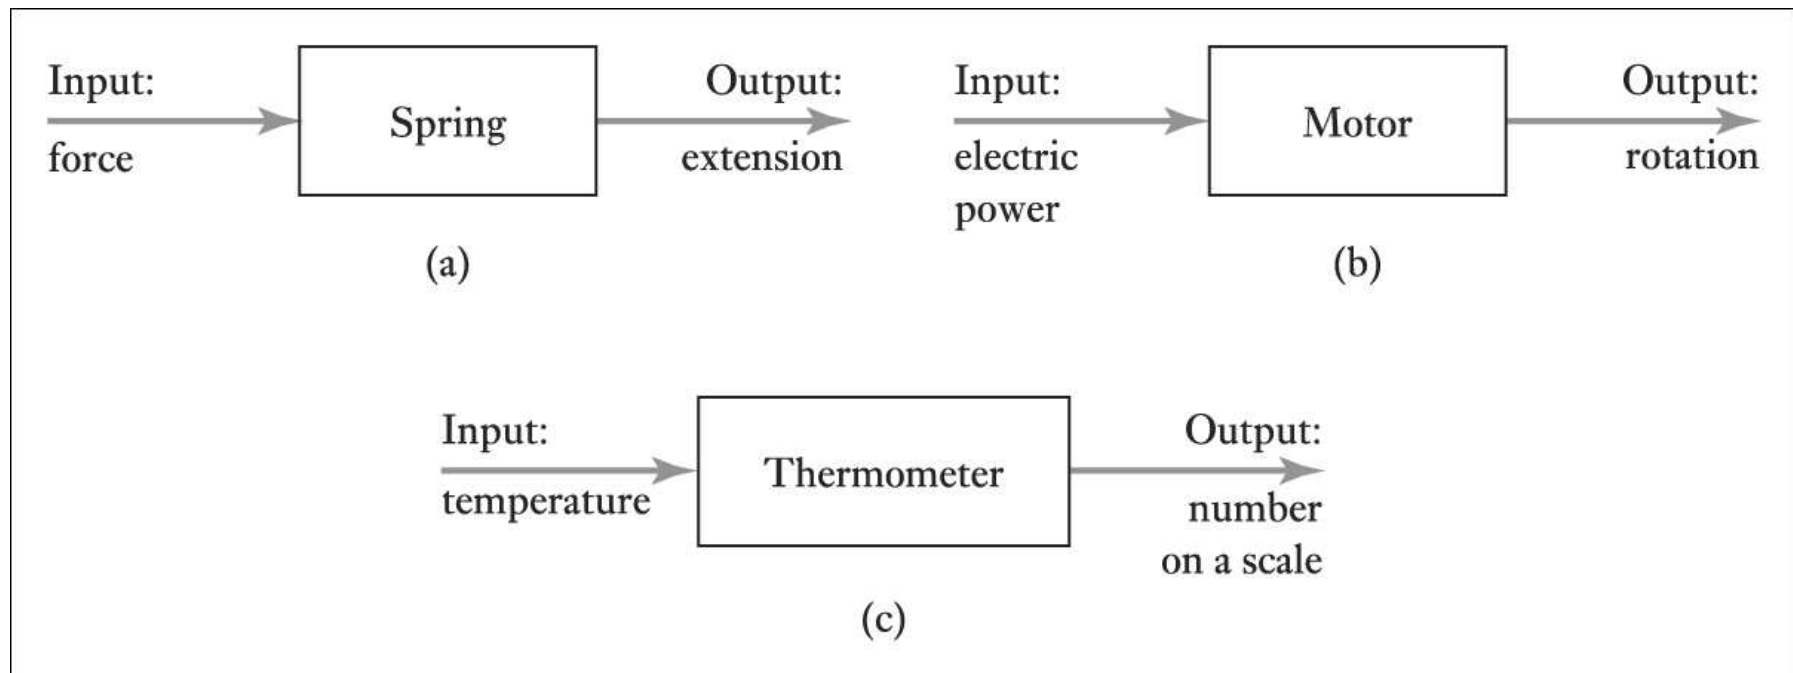 Input:
force
Spring
Output:
extension
(a)
Input:
electric
power
Motor
Output:
rotation
(b)
Input:
temperature
Thermometer
Output:
number
on a scale
(c)